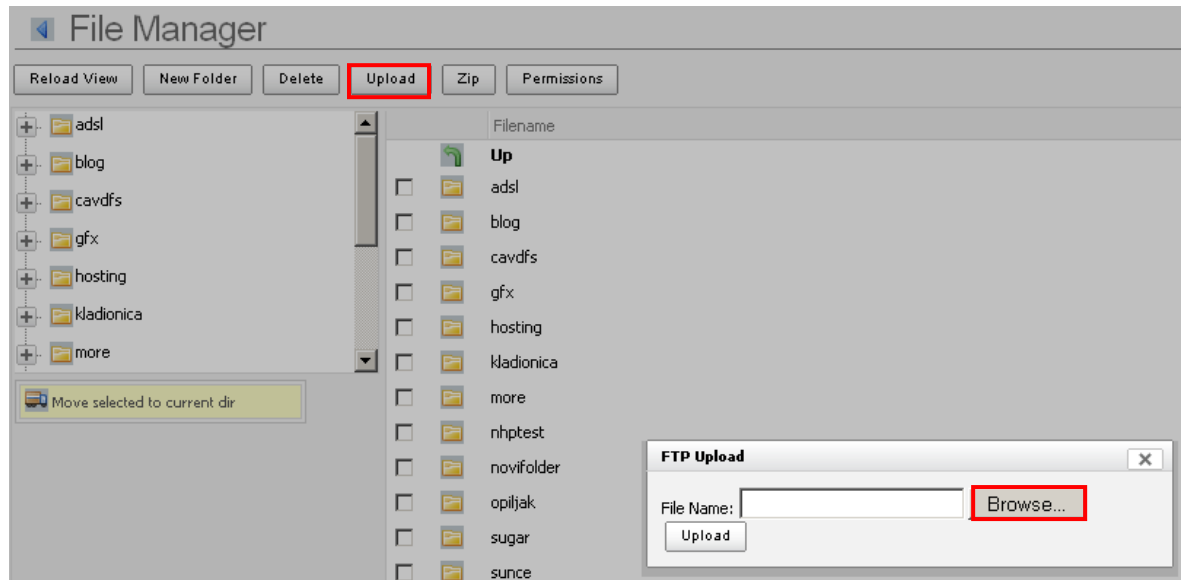 File Manager
Reload View New Folder Delete Upload Zip Permissions
adsl
blog
cavdfs
gfx
hosting
kladionica
more
Move selected to current dir
Filename
Up
adsl
blog
cavdfs
gfx
hosting
kladionica
more
nhptest
novifolder
opiljak
sugar
sunce
FTP Upload
File Name: Browse...
Upload